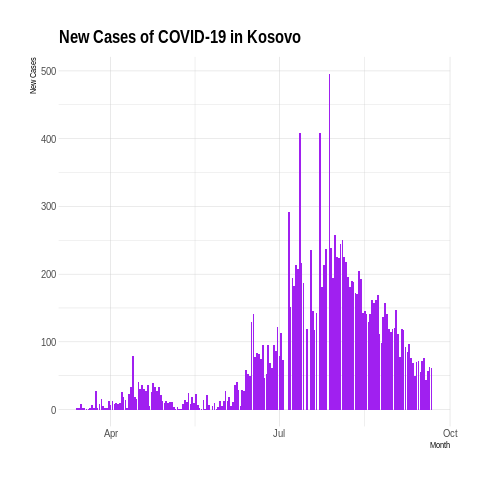 New Cases of COVID-19 in Kosovo
New Cases
500
400
300
200
100
0
Apr
Jul
Oct
Month